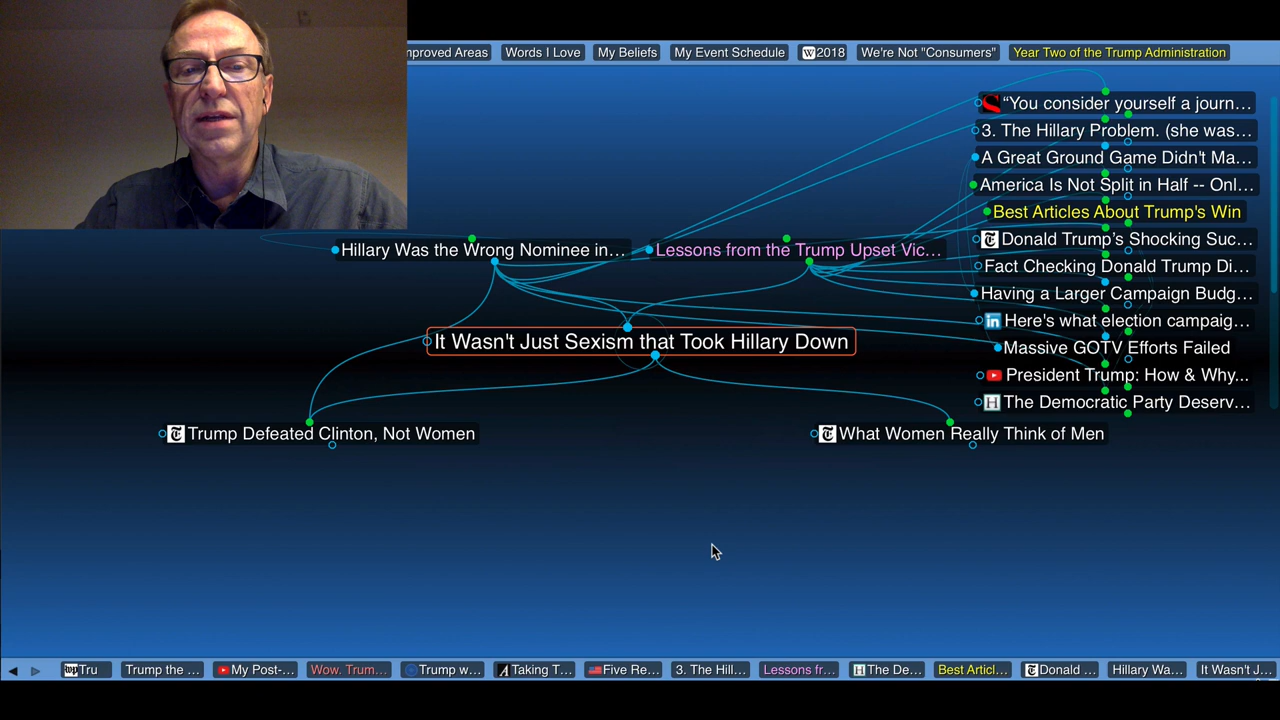 mproved Areas
Words I Love
My Beliefs
My Event Schedule
W 2018
We're Not "Consumers"
Year Two of the Trump Administration
“You consider yourself a journ...
3. The Hillary Problem. (she was...
A Great Ground Game Didn't Ma...
America Is Not Split in Half -- Onl...
Best Articles About Trump's Win
Donald Trump's Shocking Suc...
Fact Checking Donald Trump Di...
Having a Larger Campaign Budg...
in Here's what election campaig...
Massive GOTV Efforts Failed
President Trump: How & Why...
H The Democratic Party Deserv...
Hillary Was the Wrong Nominee in...
Lessons from the Trump Upset Vic...
It Wasn't Just Sexism that Took Hillary Down
T Trump Defeated Clinton, Not Women
T What Women Really Think of Men
Tru
Trump the ...
My Post-...
Wow. Trum...
Trump w...
Taking T...
Five Re...
3. The Hill...
Lessons fr...
H The De...
Best Articl...
Donald ...
Hillary Wa...
It Wasn't J...